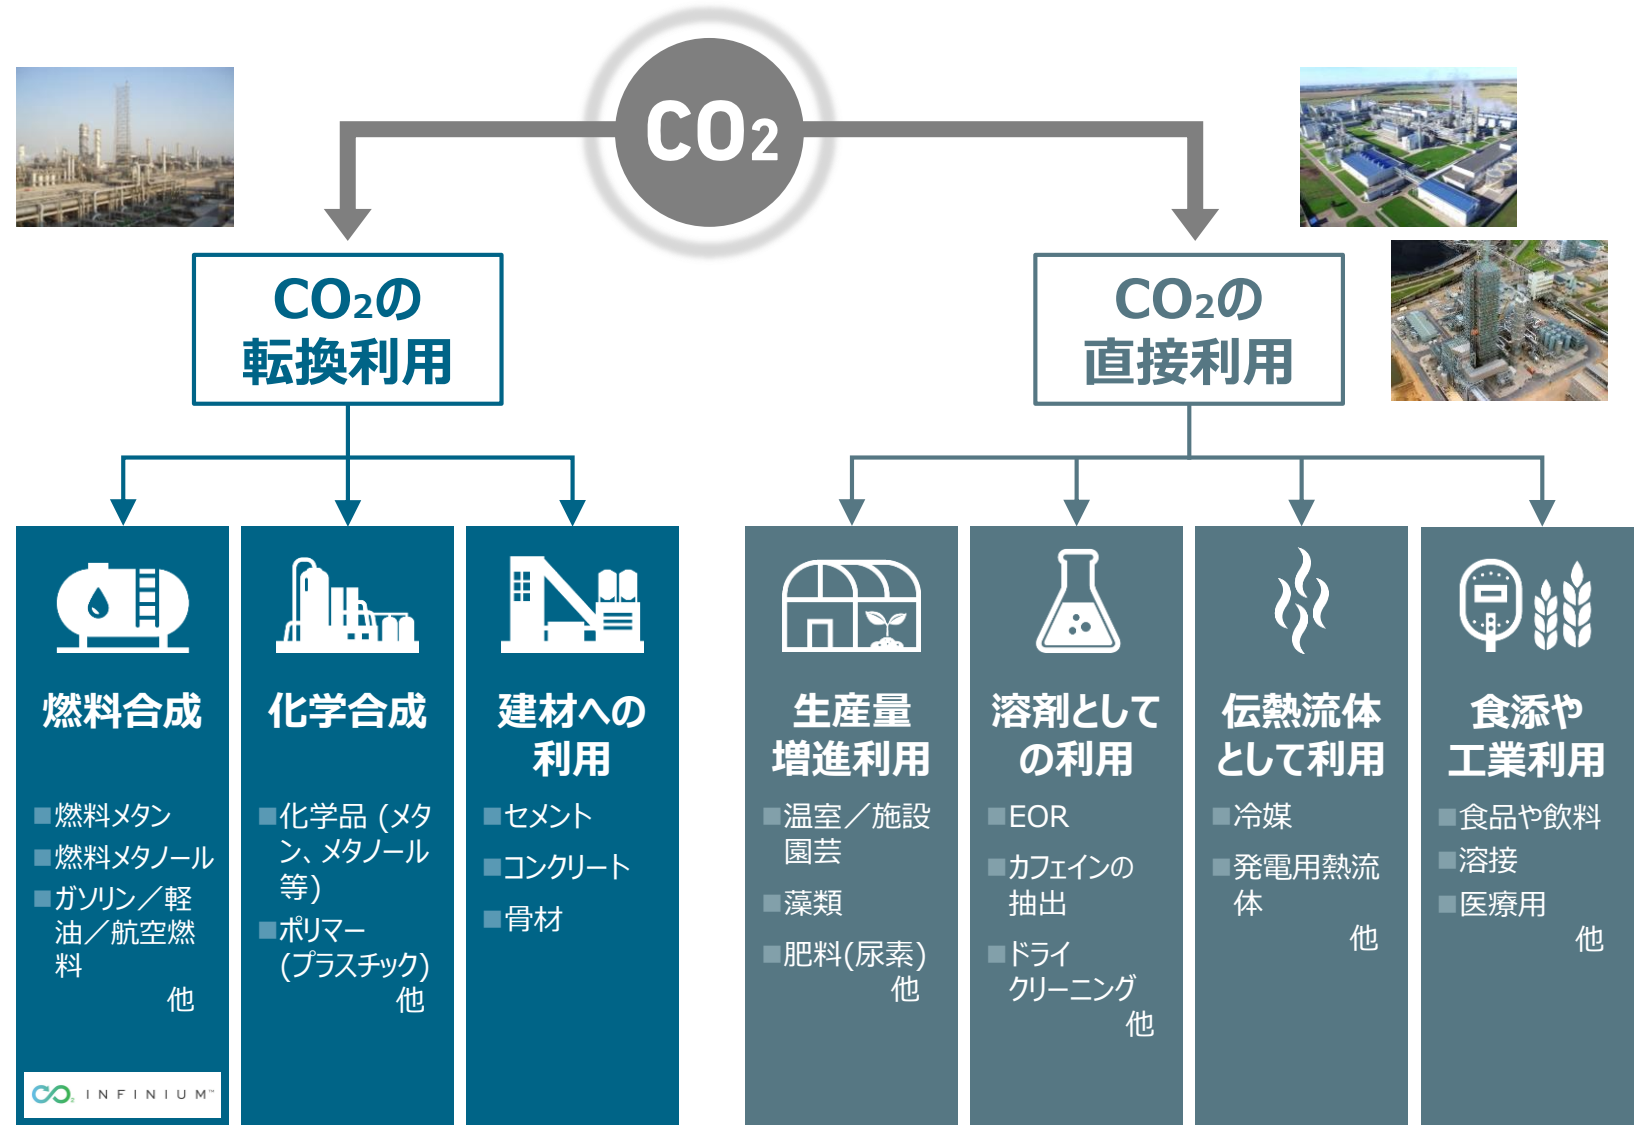 CO2
CO2の
転換利用
CO2の
直接利用
燃料合成
■燃料メタン
■燃料メタノール
■ガソリン／軽
油／航空燃
料
他
CO2 INFINIUM™
化学合成
■化学品 (メタ
ン、メタノール
等)
■ポリマー
(プラスチック)
他
建材への
利用
■セメント
■コンクリート
■骨材
生産量
増進利用
■温室／施設
園芸
■藻類
■肥料(尿素)
他
溶剤として
の利用
■EOR
■カフェインの
抽出
■ドライ
クリーニング
他
伝熱流体
として利用
■冷媒
■発電用熱流
体
他
食添や
工業利用
■食品や飲料
■溶接
■医療用
他